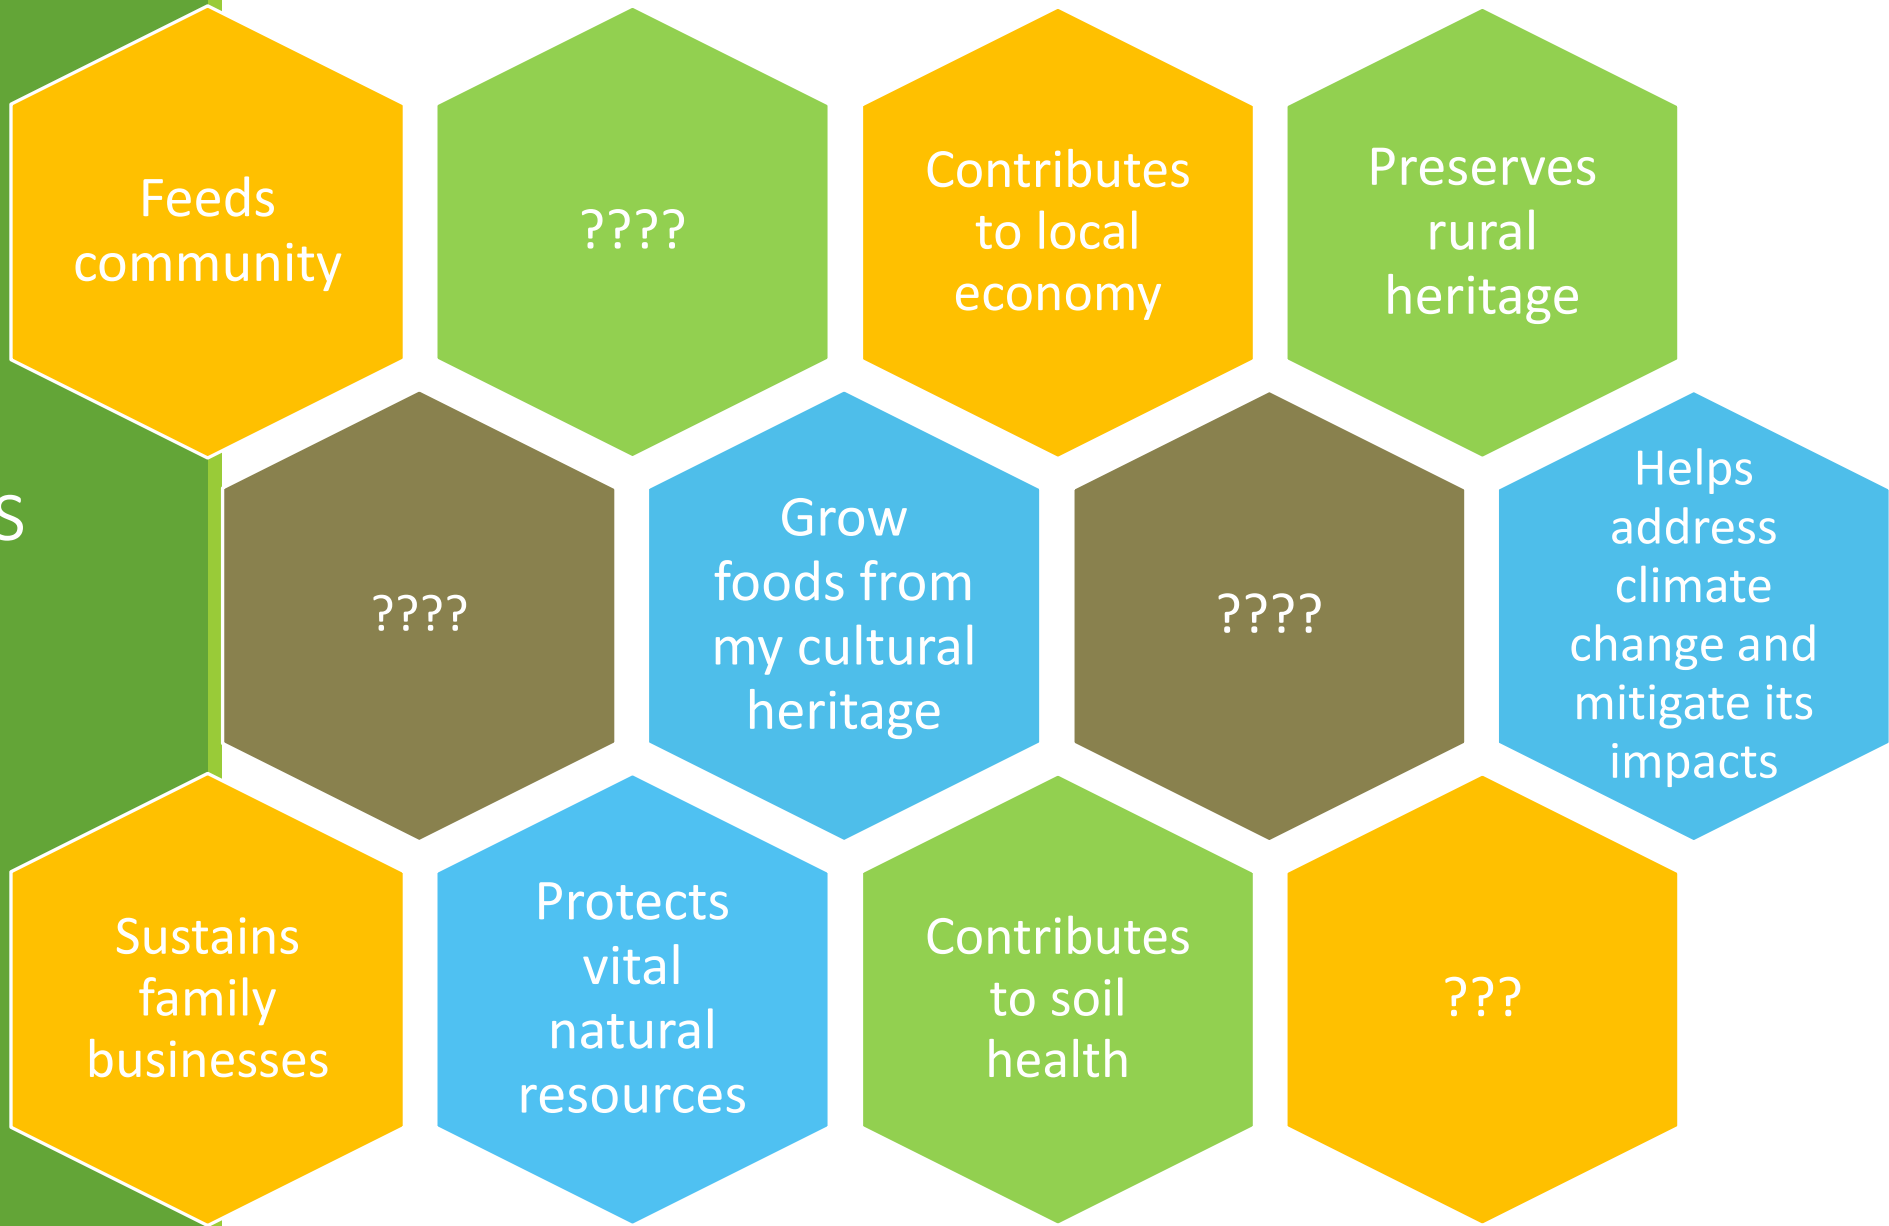 Feeds
community
????
Contributes
to local
economy
Preserves
rural
heritage
s
????
Grow
foods from
my cultural
heritage
????
Helps
address
climate
change and
mitigate its
impacts
Sustains
family
businesses
Protects
vital
natural
resources
Contributes
to soil
health
???